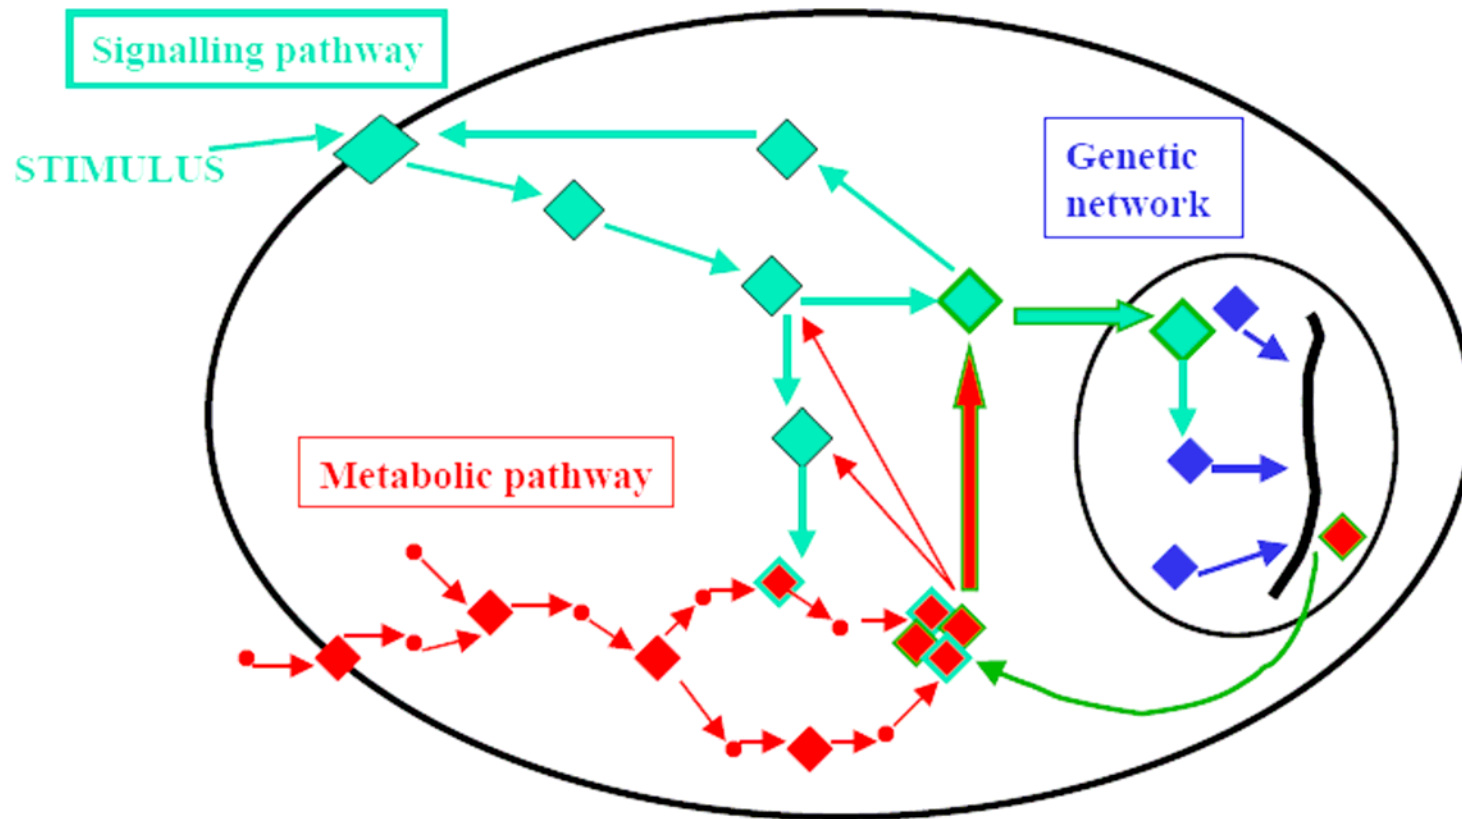 Signalling pathway
STIMULUS
Genetic
network
Metabolic pathway